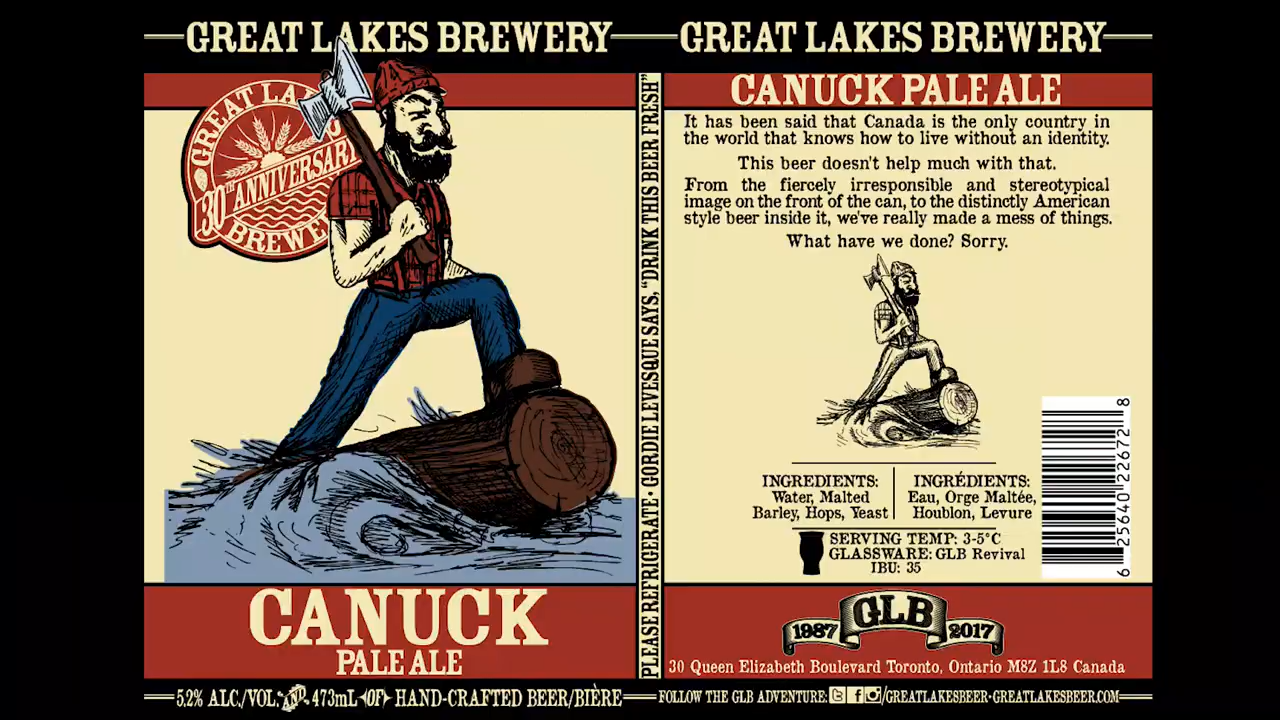 GREAT LAKES BREWERY
GREAT LA
30TH ANNIVERSARY
BREWE
CANUCK
PALE ALE
5.2% ALC./VOL. AND 473mL OF HAND-CRAFTED BEER/BIÈRE
PLEASE REFRIGERATE · GORDIE LEVESQUE SAYS, "DRINK THIS BEER FRESH"
GREAT LAKES BREWERY
CANUCK PALE ALE
It has been said that Canada is the only country in
the world that knows how to live without an identity.
This beer doesn't help much with that.
From the fiercely irresponsible and stereotypical
image on the front of the can, to the distinctly American
style beer inside it, we've really made a mess of things.
What have we done? Sorry.
INGREDIENTS:
Water, Malted
Barley, Hops, Yeast
INGRÉDIENTS:
Eau, Orge Maltée,
Houblon, Levure
SERVING TEMP: 3-5°C
GLASSWARE: GLB Revival
IBU: 35
6 25640 22672 8
1987 GLB 2017
30 Queen Elizabeth Boulevard Toronto, Ontario M8Z 1L8 Canada
FOLLOW THE GLB ADVENTURE: /GREATLAKESBEER · GREATLAKESBEER.COM